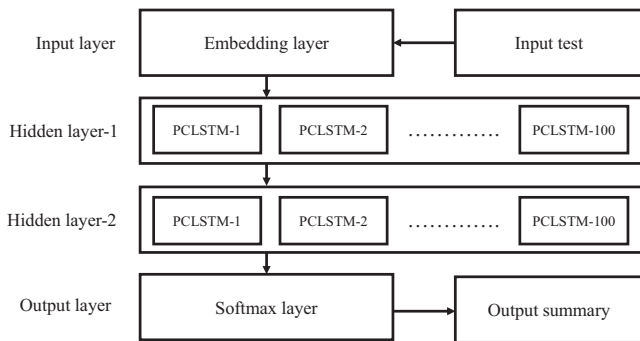 Input layer
Embedding layer
Input test
Hidden layer-1
PCLSTM-1
PCLSTM-2
.............
PCLSTM-100
Hidden layer-2
PCLSTM-1
PCLSTM-2
.............
PCLSTM-100
Output layer
Softmax layer
Output summary